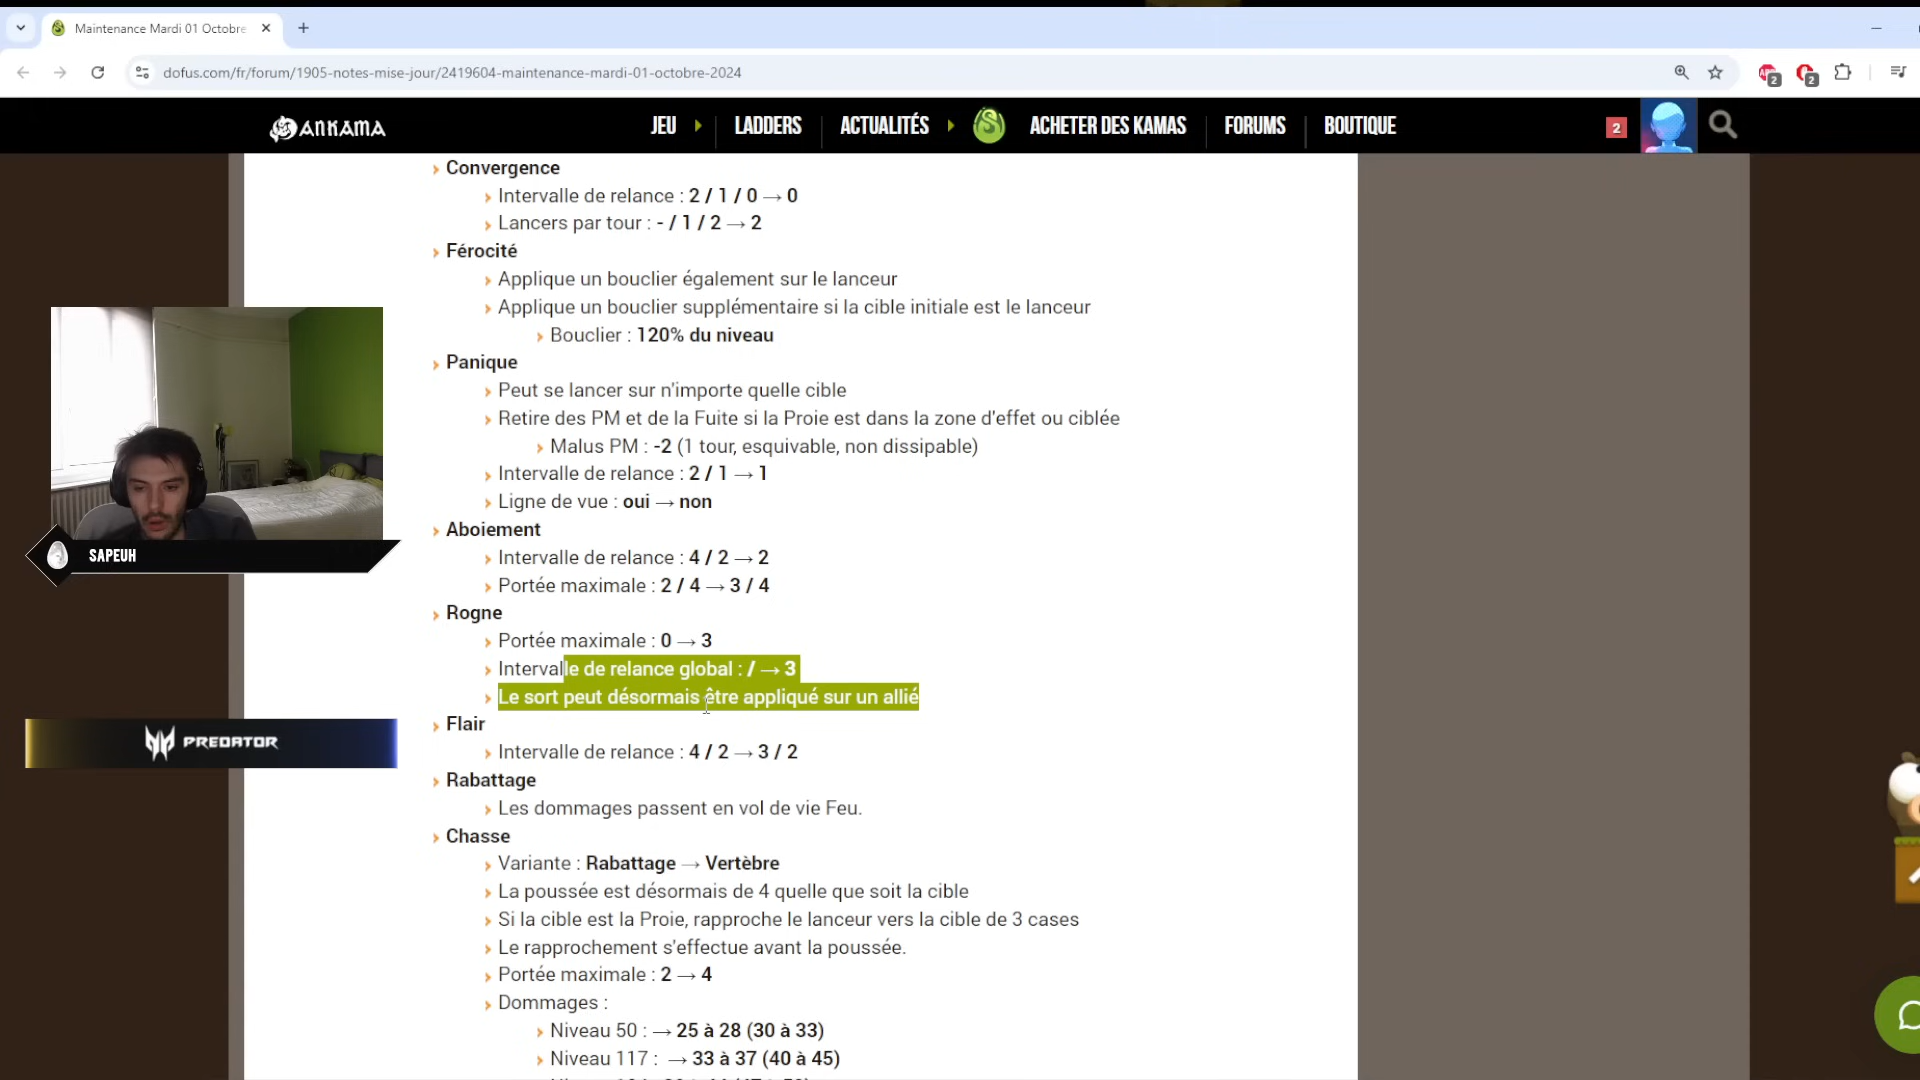 Maintenance Mardi 01 Octobre
dofus.com/fr/forum/1905-notes-mise-jour/2419604-maintenance-mardi-01-octobre-2024
2
2
ANKAMA
JEU
LADDERS
ACTUALITÉS
ACHETER DES KAMAS
FORUMS
BOUTIQUE
2
Convergence
Intervalle de relance : 2 / 1 / 0 → 0
Lancers par tour : - / 1 / 2 → 2
Férocité
Applique un bouclier également sur le lanceur
Applique un bouclier supplémentaire si la cible initiale est le lanceur
Bouclier : 120% du niveau
Panique
Peut se lancer sur n'importe quelle cible
Retire des PM et de la Fuite si la Proie est dans la zone d'effet ou ciblée
Malus PM : -2 (1 tour, esquivable, non dissipable)
Intervalle de relance : 2 / 1 → 1
Ligne de vue : oui → non
Aboiement
Intervalle de relance : 4 / 2 → 2
Portée maximale : 2 / 4 → 3 / 4
Rogne
Portée maximale : 0 → 3
Intervalle de relance global : / → 3
Le sort peut désormais être appliqué sur un allié
Flair
Intervalle de relance : 4 / 2 → 3 / 2
Rabattage
Les dommages passent en vol de vie Feu.
Chasse
Variante : Rabattage → Vertèbre
La poussée est désormais de 4 quelle que soit la cible
Si la cible est la Proie, rapproche le lanceur vers la cible de 3 cases
Le rapprochement s'effectue avant la poussée.
Portée maximale : 2 → 4
Dommages :
Niveau 50 : → 25 à 28 (30 à 33)
Niveau 117 : → 33 à 37 (40 à 45)
SAPEUH
PREDATOR